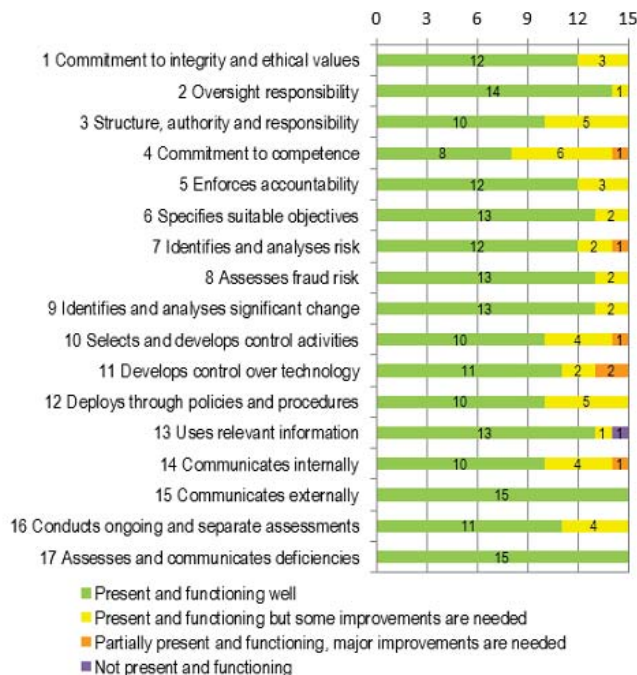 0 3 6 9 12 15
1 Commitment to integrity and ethical values 12 3
2 Oversight responsibility 14 1
3 Structure, authority and responsibility 10 5
4 Commitment to competence 8 6 1
5 Enforces accountability 12 3
6 Specifies suitable objectives 13 2
7 Identifies and analyses risk 12 2 1
8 Assesses fraud risk 13 2
9 Identifies and analyses significant change 13 2
10 Selects and develops control activities 10 4 1
11 Develops control over technology 11 2 2
12 Deploys through policies and procedures 10 5
13 Uses relevant information 13 1 1
14 Communicates internally 10 4 1
15 Communicates externally 15
16 Conducts ongoing and separate assessments 11 4
17 Assesses and communicates deficiencies 15
Present and functioning well
Present and functioning but some improvements are needed
Partially present and functioning, major improvements are needed
Not present and functioning